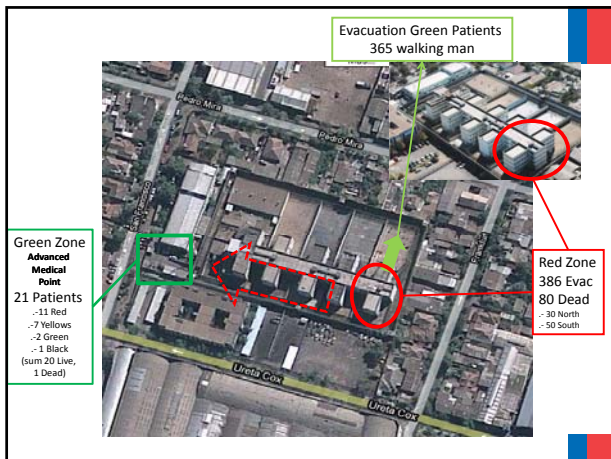 Evacuation Green Patients
365 walking man
Pedro Mira
Pedro Mira
San Francisco
Green Zone
Advanced
Medical
Point
21 Patients
.-11 Red
.-7 Yellows
.-2 Green
.- 1 Black
(sum 20 Live,
1 Dead)
Red Zone
386 Evac
80 Dead
.- 30 North
.- 50 South
Ureta Cox
Ureta Cox